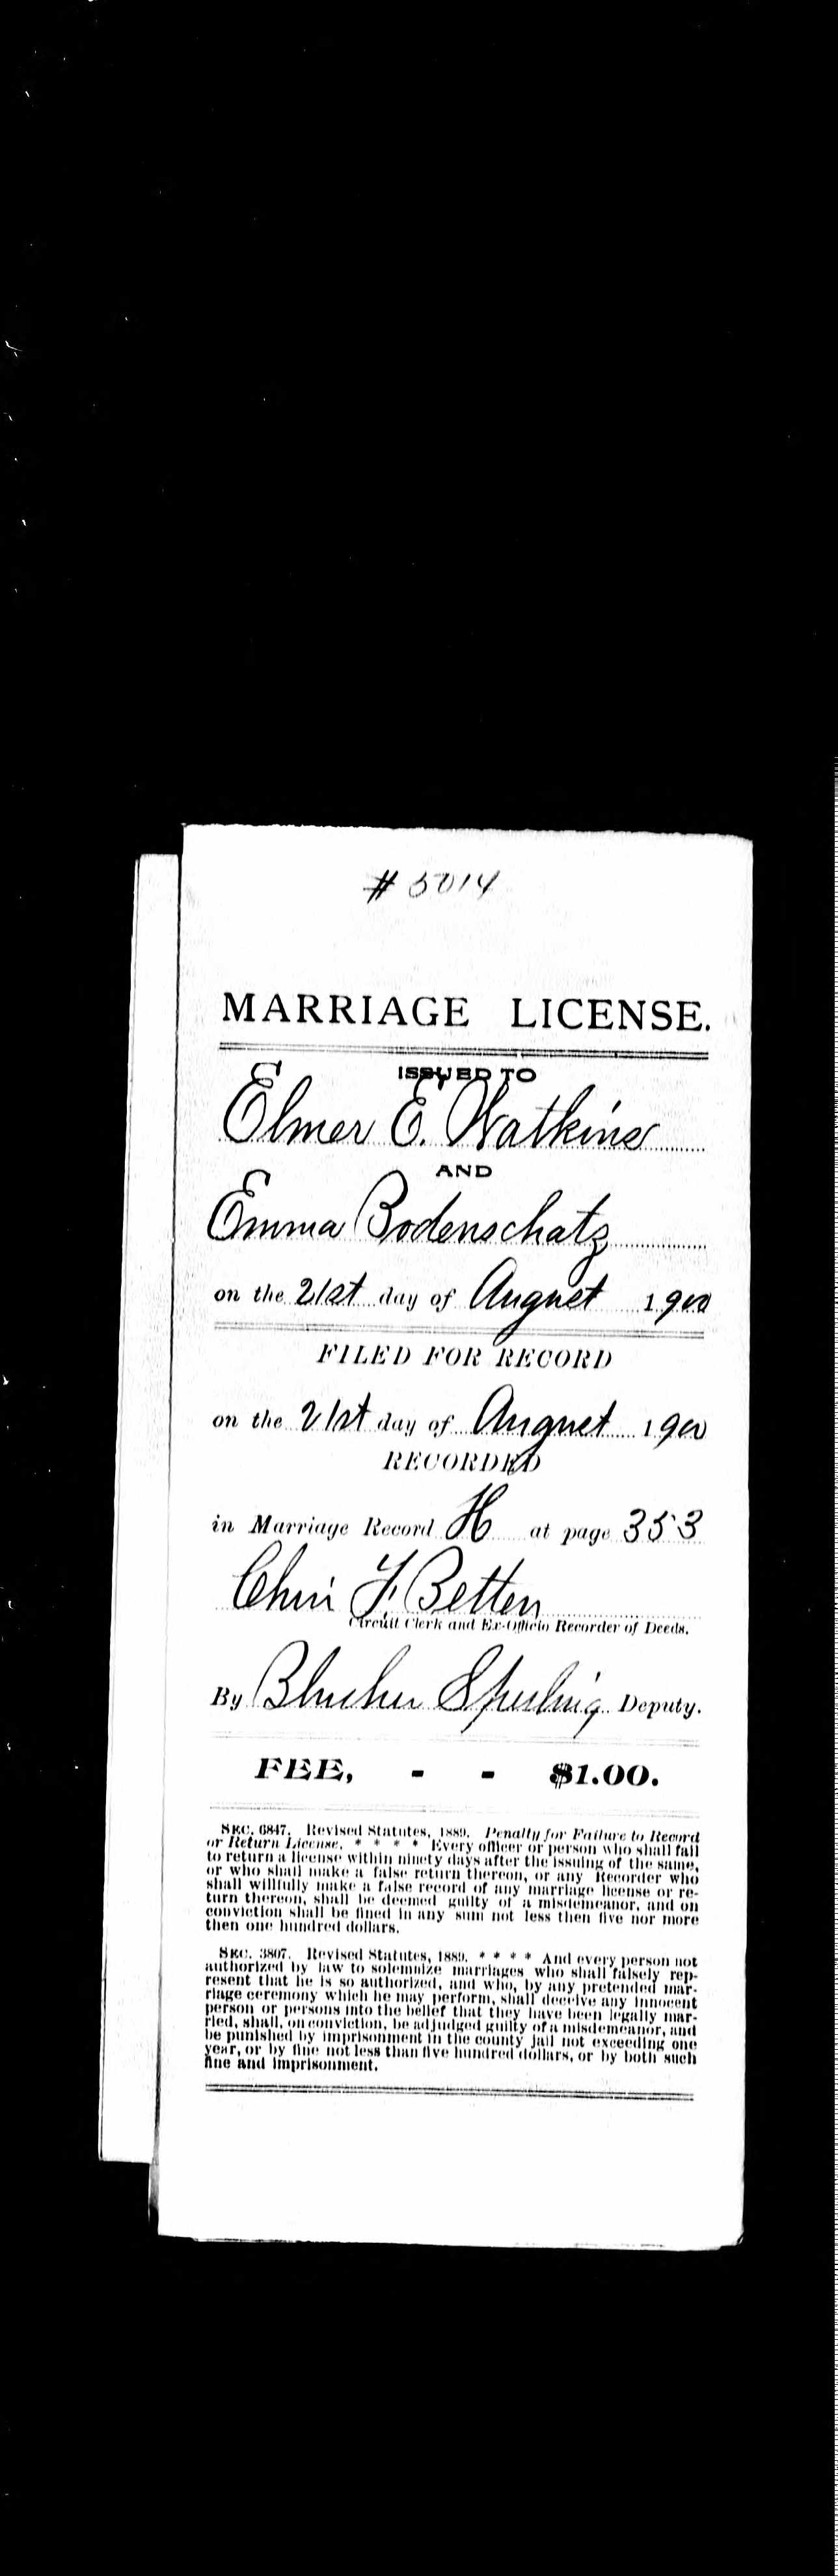 # 5014
MARRIAGE LICENSE.
ISSUED TO
Elmer E. Watkins
AND
Emma Bodenschatz
on the 21st day of August 1900
FILED FOR RECORD
on the 21st day of August 1900
RECORDED
in Marriage Record H at page 353
Chri F. Betten
Circuit Clerk and Ex-Officio Recorder of Deeds.
By Blucher Sperling Deputy.
FEE, - - $1.00.
SEC. 6847. Revised Statutes, 1889. Penalty for Failure to Record
or Return License. * * * * Every officer or person who shall fail
to return a license within ninety days after the issuing of the same,
or who shall make a false return thereon, or any Recorder who
shall willfully make a false record of any marriage license or re-
turn thereon, shall be deemed guilty of a misdemeanor, and on
conviction shall be fined in any sum not less then five nor more
then one hundred dollars.
SEC. 3807. Revised Statutes, 1889. * * * * And every person not
authorized by law to solemnize marriages who shall falsely rep-
resent that he is so authorized, and who, by any pretended mar-
riage ceremony which he may perform, shall deceive any innocent
person or persons into the belief that they have been legally mar-
ried, shall, on conviction, be adjudged guilty of a misdemeanor, and
be punished by imprisonment in the county jail not exceeding one
year, or by fine not less than five hundred dollars, or by both such
fine and imprisonment.